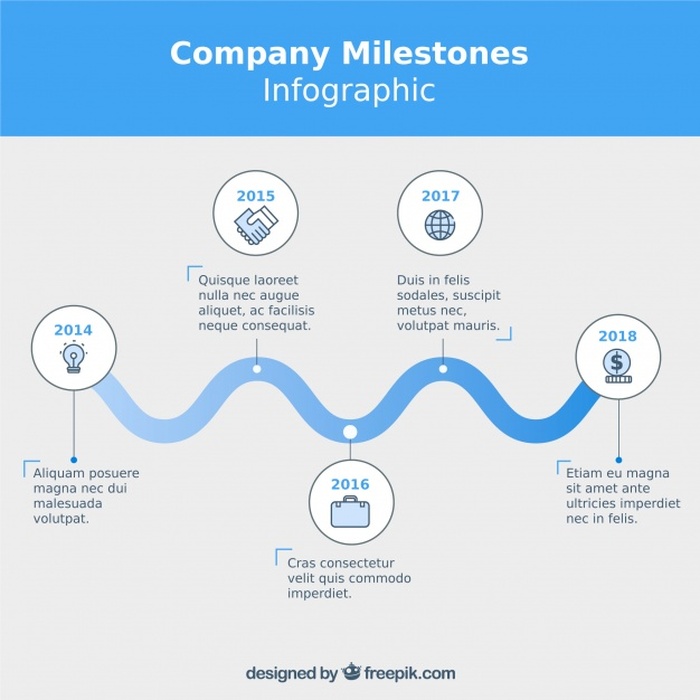 Company Milestones
Infographic
2015
Quisque laoreet
nulla nec augue
aliquet, ac facilisis
neque consequat.
2017
Duis in felis
sodales, suscipit
metus nec,
volutpat mauris.
2014
Aliquam posuere
magna nec dui
malesuada
volutpat.
2016
Cras consectetur
velit quis commodo
imperdiet.
2018
$
Etiam eu magna
sit amet ante
ultricies imperdiet
nec in felis.
designed by freepik.com